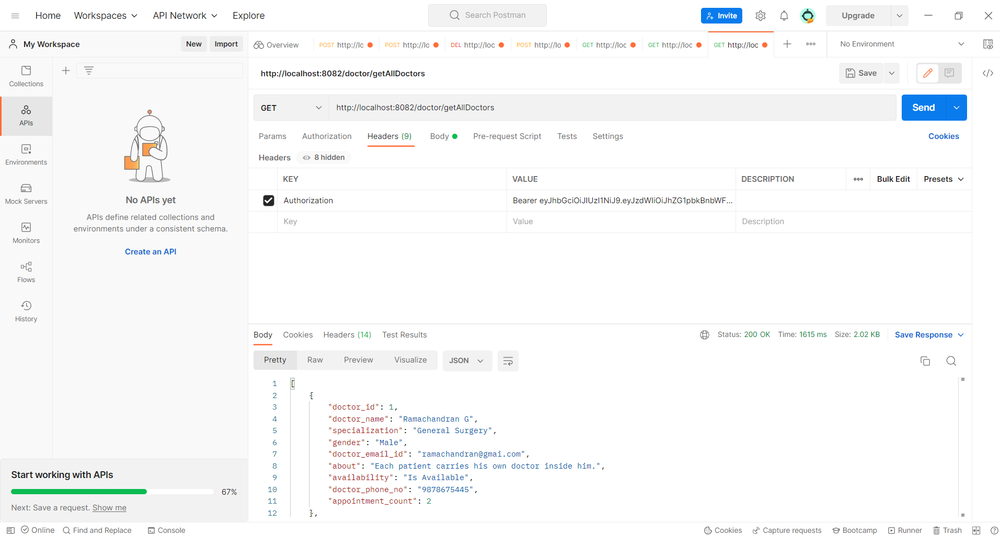 Home Workspaces API Network Explore Search Postman Invite Upgrade
My Workspace New Import Overview POST http://lo POST http://lo DEL http://loc POST http://lo GET http://loc GET http://loc GET http://loc No Environment
Collections
APIs
Environments
Mock Servers
Monitors
Flows
History
No APIs yet
APIs define related collections and
environments under a consistent schema.
Create an API
Start working with APIs
67%
Next: Save a request. Show me
http://localhost:8082/doctor/getAllDoctors Save
GET http://localhost:8082/doctor/getAllDoctors Send
Params Authorization Headers (9) Body Pre-request Script Tests Settings Cookies
Headers 8 hidden
KEY VALUE DESCRIPTION Bulk Edit Presets
Authorization Bearer eyJhbGciOiJIUzI1NiJ9.eyJzdWIiOiJhZG1pbkBnbWF...
Key Value Description
Body Cookies Headers (14) Test Results Status: 200 OK Time: 1615 ms Size: 2.02 KB Save Response
Pretty Raw Preview Visualize JSON
1 [
2 {
3 "doctor_id": 1,
4 "doctor_name": "Ramachandran G",
5 "specialization": "General Surgery",
6 "gender": "Male",
7 "doctor_email_id": "ramachandran@gmai.com",
8 "about": "Each patient carries his own doctor inside him.",
9 "availability": "Is Available",
10 "doctor_phone_no": "9878675445",
11 "appointment_count": 2
12 },
Online Find and Replace Console Cookies Capture requests Bootcamp Runner Trash